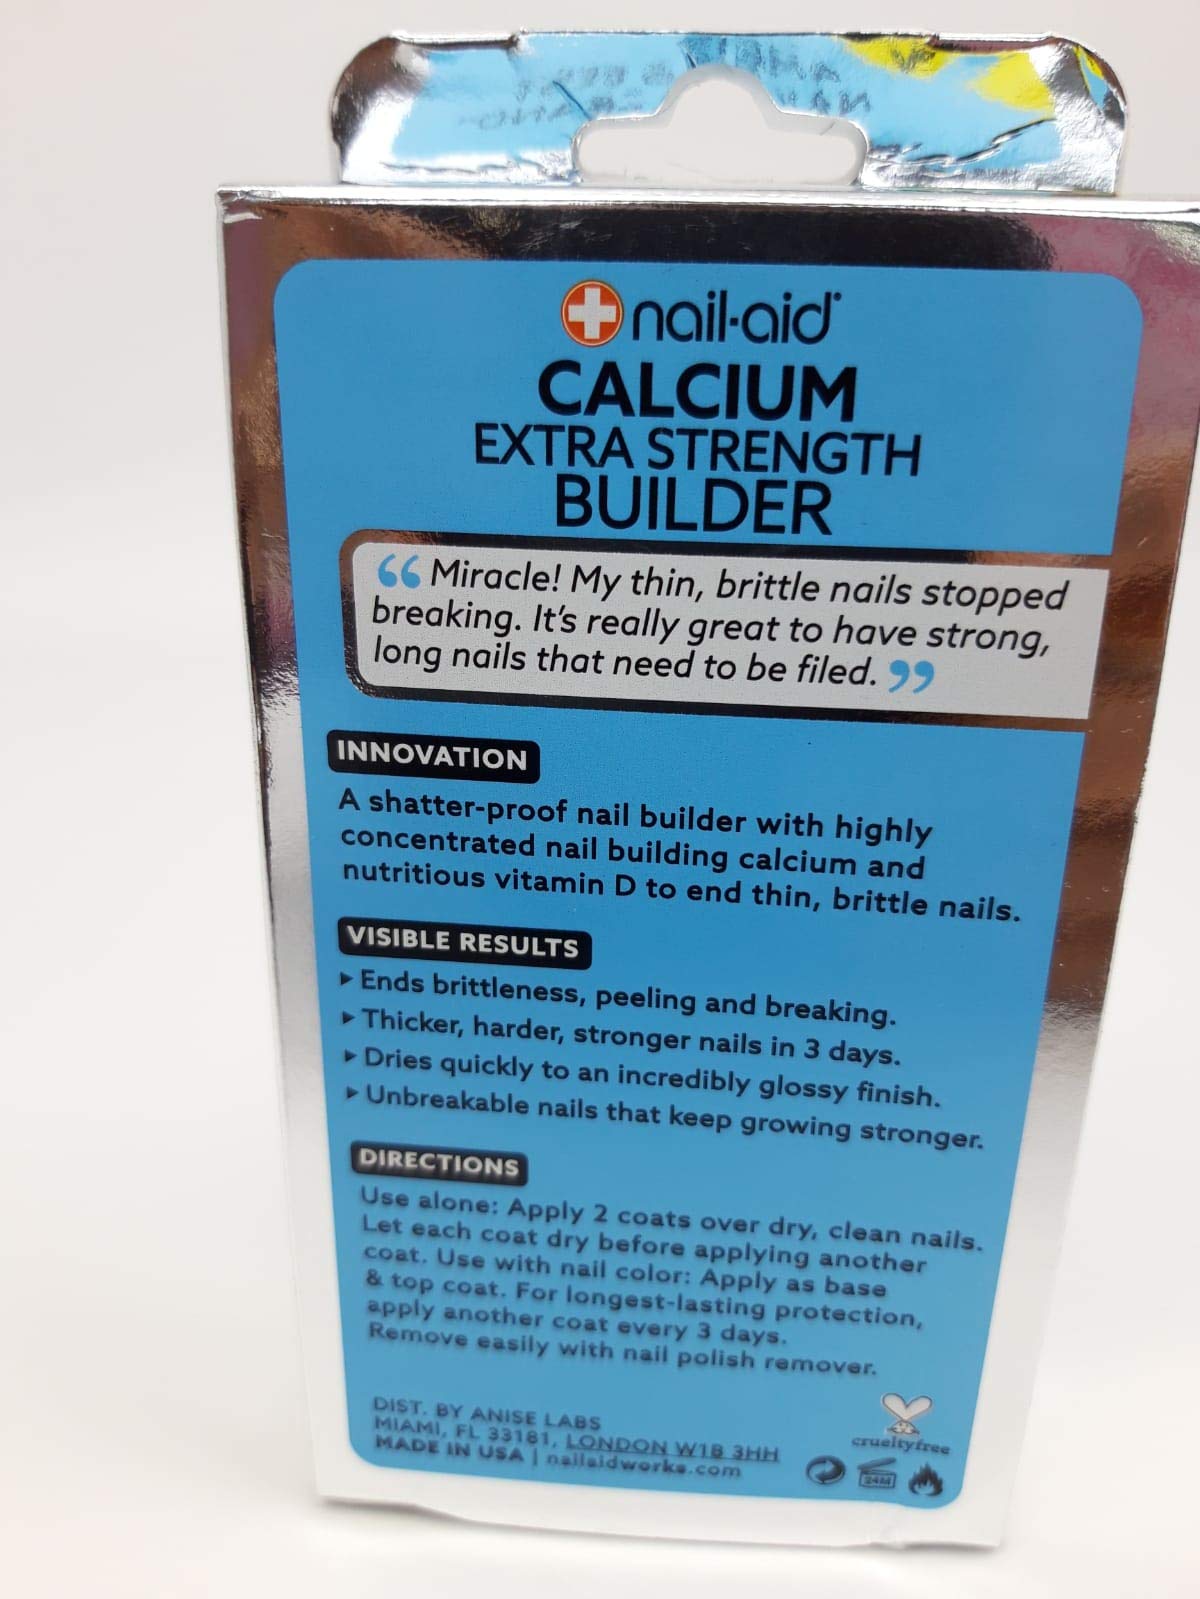 nail-aid®
CALCIUM
EXTRA STRENGTH
BUILDER
“Miracle! My thin, brittle nails stopped
breaking. It's really great to have strong,
long nails that need to be filed.”
INNOVATION
A shatter-proof nail builder with highly
concentrated nail building calcium and
nutritious vitamin D to end thin, brittle nails.
VISIBLE RESULTS
▸ Ends brittleness, peeling and breaking.
▸ Thicker, harder, stronger nails in 3 days.
▸ Dries quickly to an incredibly glossy finish.
▸ Unbreakable nails that keep growing stronger.
DIRECTIONS
Use alone: Apply 2 coats over dry, clean nails.
Let each coat dry before applying another
coat. Use with nail color: Apply as base
& top coat. For longest-lasting protection,
apply another coat every 3 days.
Remove easily with nail polish remover.
DIST. BY ANISE LABS
MIAMI, FL 33181, LONDON W1B 3HH
MADE IN USA | nailaidworks.com
crueltyfree
24M